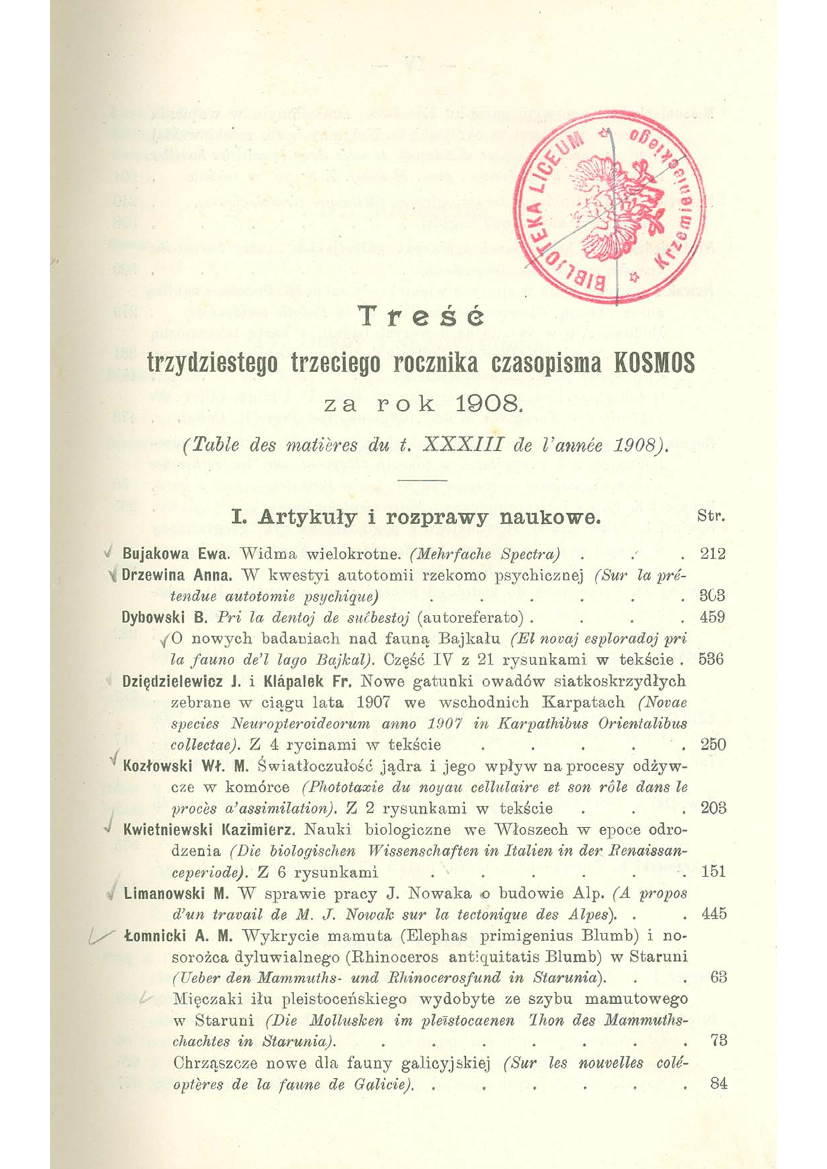 BIBLIOTEKA LICEUM
Krzemienieckiego
Treść
trzydziestego trzeciego rocznika czasopisma KOSMOS
za rok 1908.
(Table des matières du t. XXXIII de l'année 1908).
I. Artykuły i rozprawy naukowe. Str.
Bujakowa Ewa. Widma wielokrotne. (Mehrfache Spectra) . . . 212
Drzewina Anna. W kwestyi autotomii rzekomo psychicznej (Sur la pré-
tendue autotomie psychique) . . . . . . 303
Dybowski B. Pri la dentoj de sučbestoj (autoreferato) . . . . 459
O nowych badaniach nad fauną Bajkału (El novaj esploradoj pri
la fauno de'l lago Bajkal). Część IV z 21 rysunkami w tekście . 536
Dziędzielewicz J. i Klápalek Fr. Nowe gatunki owadów siatkoskrzydłych
zebrane w ciągu lata 1907 we wschodnich Karpatach (Novae
species Neuropteroideorum anno 1907 in Karpathibus Orientalibus
collectae). Z 4 rycinami w tekście . . . . . 250
Kozłowski Wł. M. Światłoczułość jądra i jego wpływ na procesy odżyw-
cze w komórce (Phototaxie du noyau cellulaire et son rôle dans le
procès a'assimilation). Z 2 rysunkami w tekście . . . 203
Kwietniewski Kazimierz. Nauki biologiczne we Włoszech w epoce odro-
dzenia (Die biologischen Wissenschaften in Italien in der Renaissan-
ceperiode). Z 6 rysunkami . . . . . . 151
Limanowski M. W sprawie pracy J. Nowaka o budowie Alp. (A propos
d'un travail de M. J. Nowak sur la tectonique des Alpes). . . 445
Łomnicki A. M. Wykrycie mamuta (Elephas primigenius Blumb) i no-
sorożca dyluwialnego (Rhinoceros antiquitatis Blumb) w Staruni
(Ueber den Mammuths- und Rhinocerosfund in Starunia). . . 63
Mięczaki iłu pleistoceńskiego wydobyte ze szybu mamutowego
w Staruni (Die Mollusken im pleistocaenen Thon des Mammuths-
chachtes in Starunia). . . . . . . . 73
Chrząszcze nowe dla fauny galicyjskiej (Sur les nouvelles colé-
optères de la faune de Galicie). . . . . . . 84